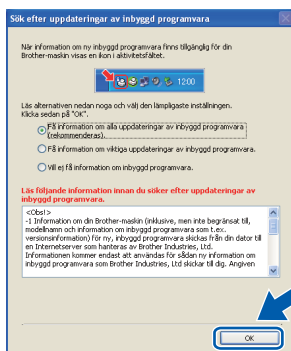 Sök efter uppdateringar av inbyggd programvara
När information om ny inbyggd programvara finns tillgänglig för din
Brother-maskin visas en ikon i aktivitetsfältet.
12:00
Läs alternativen nedan noga och välj den lämpligaste inställningen.
Klicka sedan på "OK".
Få information om alla uppdateringar av inbyggd programvara
(rekommenderas).
Få information om viktiga uppdateringar av inbyggd programvara.
Vill ej få information om inbyggd programvara.
Läs följande information innan du söker efter uppdateringar av
inbyggd programvara.
<Obs!>
-1 Information om din Brother-maskin (inklusive, men inte begränsat till,
modellnamn och information om inbyggd programvara som t.ex.
versionsinformation) för ny, inbyggd programvara skickas från din dator till
en Internetserver som hanteras av Brother Industries, Ltd.
Informationen kommer endast att användas för sådan ny information om
inbyggd programvara som Brother Industries, Ltd skickar till dig. Angiven
OK